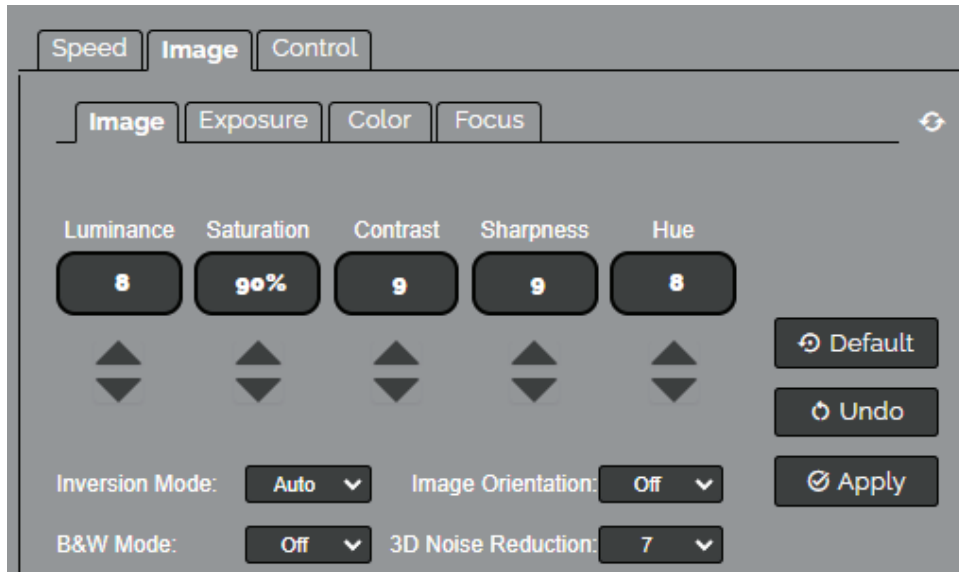 Speed Image Control
Image Exposure Color Focus
Luminance Saturation Contrast Sharpness Hue
8 90% 9 9 8
Default
Undo
Apply
Inversion Mode: Auto Image Orientation: Off
B&W Mode: Off 3D Noise Reduction: 7